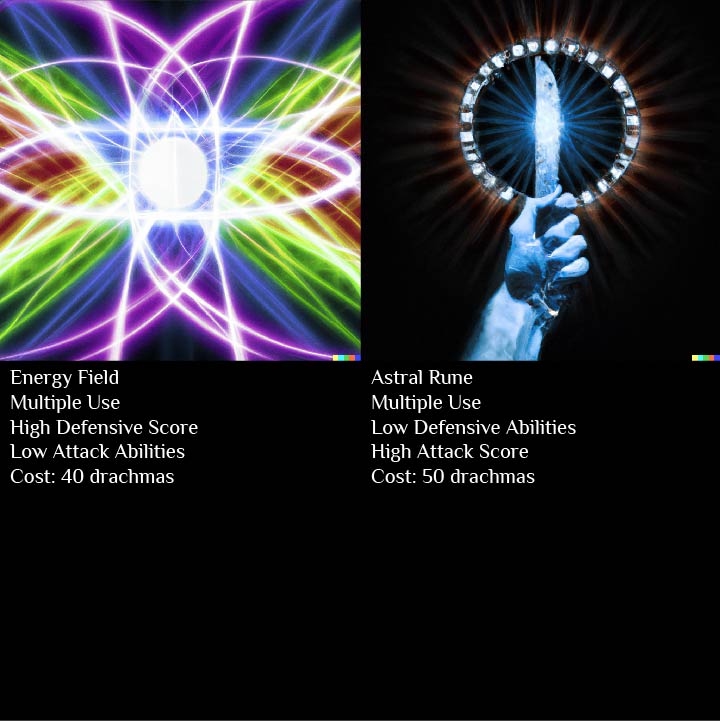 Energy Field
Multiple Use
High Defensive Score
Low Attack Abilities
Cost: 40 drachmas
Astral Rune
Multiple Use
Low Defensive Abilities
High Attack Score
Cost: 50 drachmas